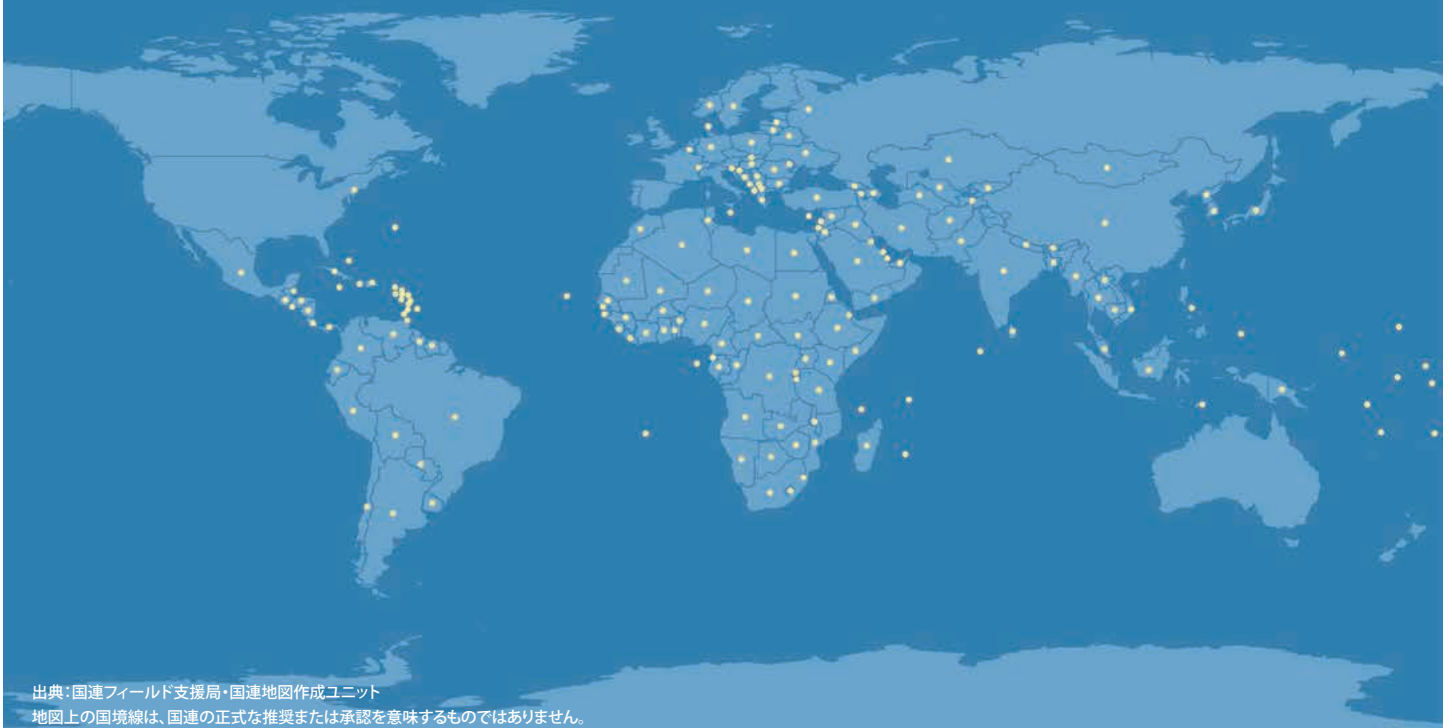 出典：国連フィールド支援局・国連地図作成ユニット
地図上の国境線は、国連の正式な推奨または承認を意味するものではありません。